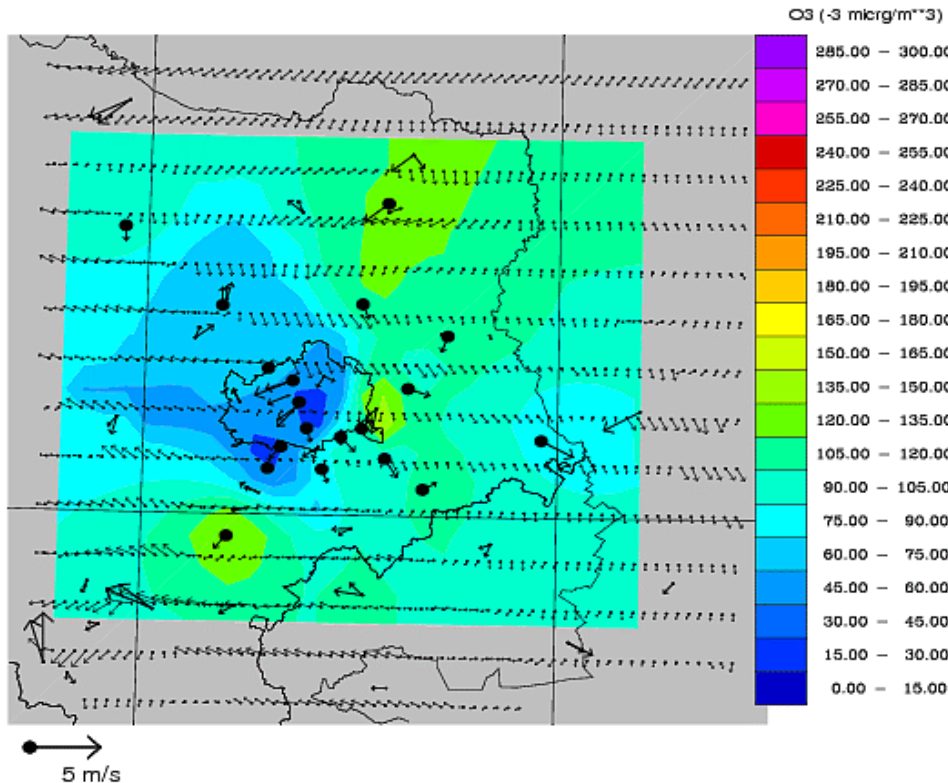 O3 (-3 micrg/m**3)
285.00 – 300.00
270.00 – 285.00
255.00 – 270.00
240.00 – 255.00
225.00 – 240.00
210.00 – 225.00
195.00 – 210.00
180.00 – 195.00
165.00 – 180.00
150.00 – 165.00
135.00 – 150.00
120.00 – 135.00
105.00 – 120.00
90.00 – 105.00
75.00 – 90.00
60.00 – 75.00
45.00 – 60.00
30.00 – 45.00
15.00 – 30.00
0.00 – 15.00
5 m/s